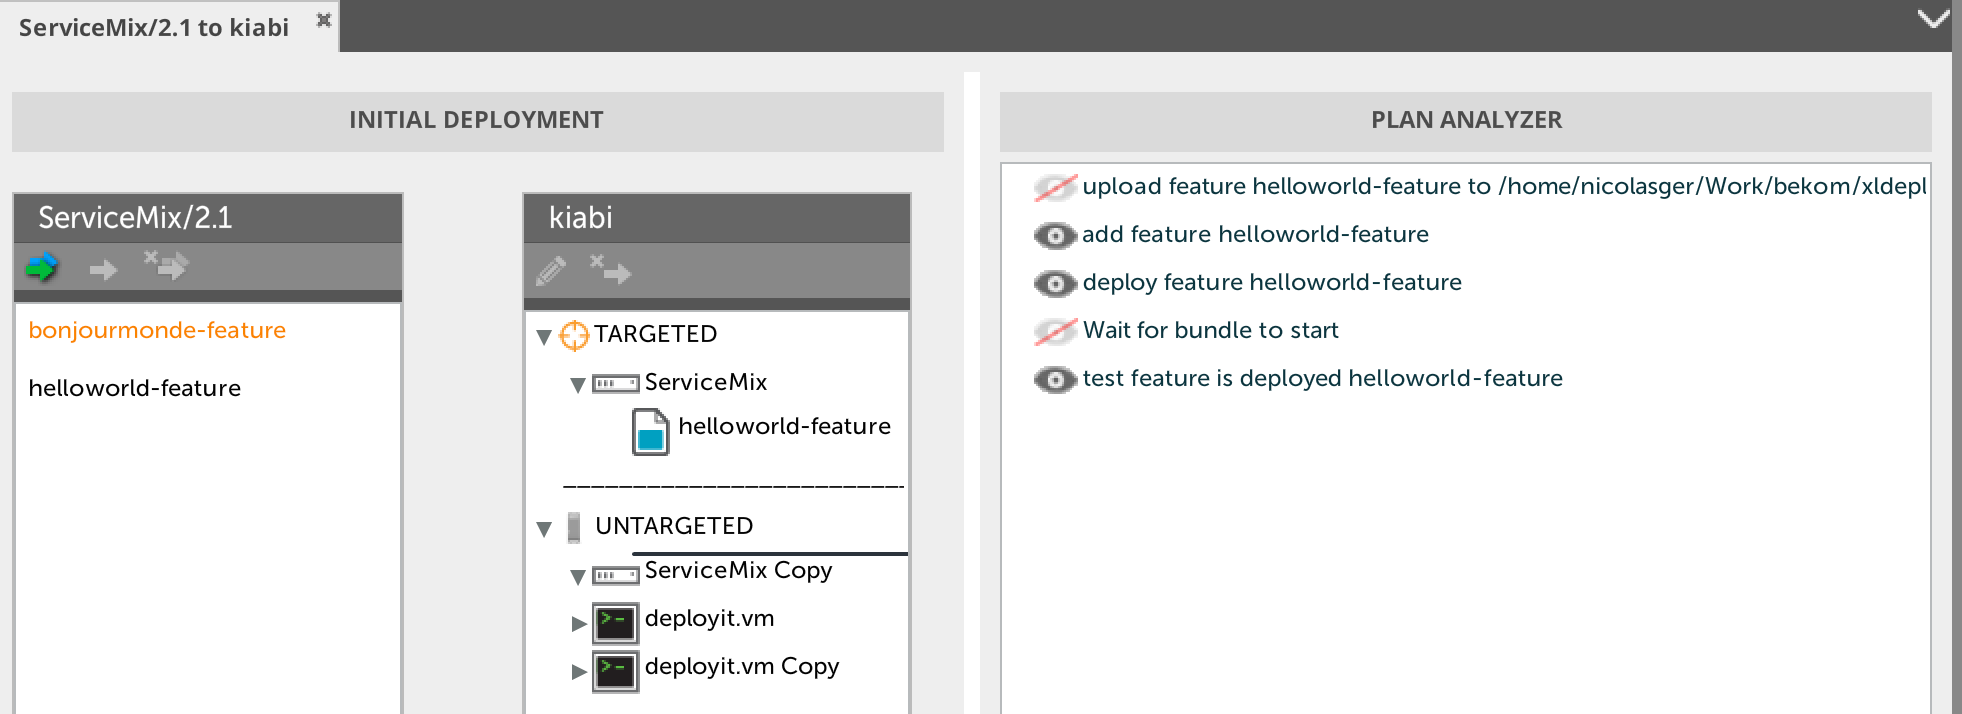 ServiceMix/2.1 to kiabi
INITIAL DEPLOYMENT
ServiceMix/2.1
bonjourmonde-feature
helloworld-feature
kiabi
TARGETED
ServiceMix
helloworld-feature
UNTARGETED
ServiceMix Copy
deployit.vm
deployit.vm Copy
PLAN ANALYZER
upload feature helloworld-feature to /home/nicolasger/Work/bekom/xldepl
add feature helloworld-feature
deploy feature helloworld-feature
Wait for bundle to start
test feature is deployed helloworld-feature